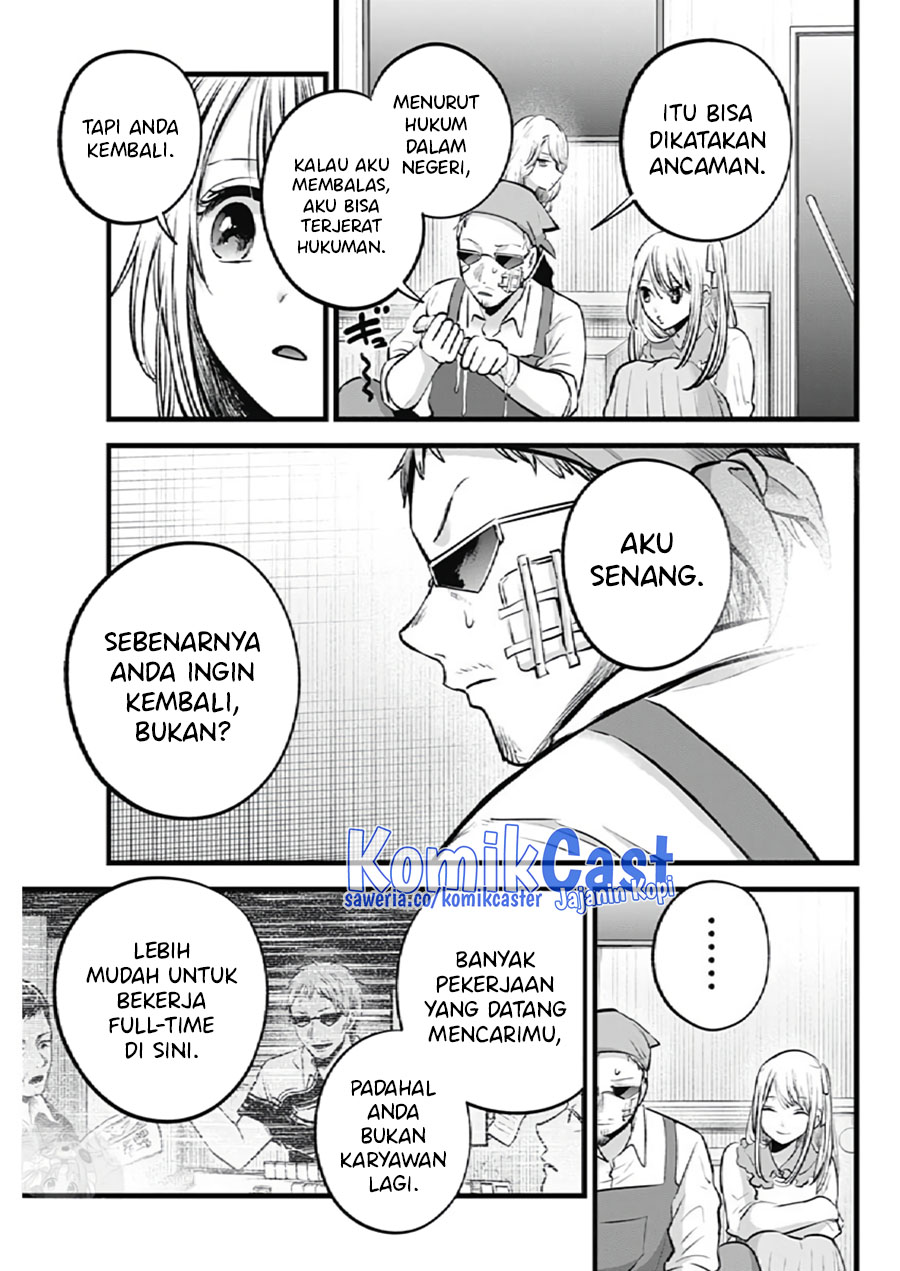 ITU BISA
DIKATAKAN
ANCAMAN.
MENURUT
HUKUM
DALAM
NEGERI,
KALAU AKU
MEMBALAS,
AKU BISA
TERJERAT
HUKUMAN.
ギ
ュ
~
TAPI ANDA
KEMBALI.
AKU
SENANG.
SEBENARNYA
ANDA INGIN
KEMBALI,
BUKAN?
KomikCast
saweria.co/komikcaster Jajanin Kopi
......
BANYAK
PEKERJAAN
YANG DATANG
MENCARIMU,
PADAHAL
ANDA
BUKAN
KARYAWAN
LAGI.
LEBIH
MUDAH UNTUK
BEKERJA
FULL-TIME
DI SINI.